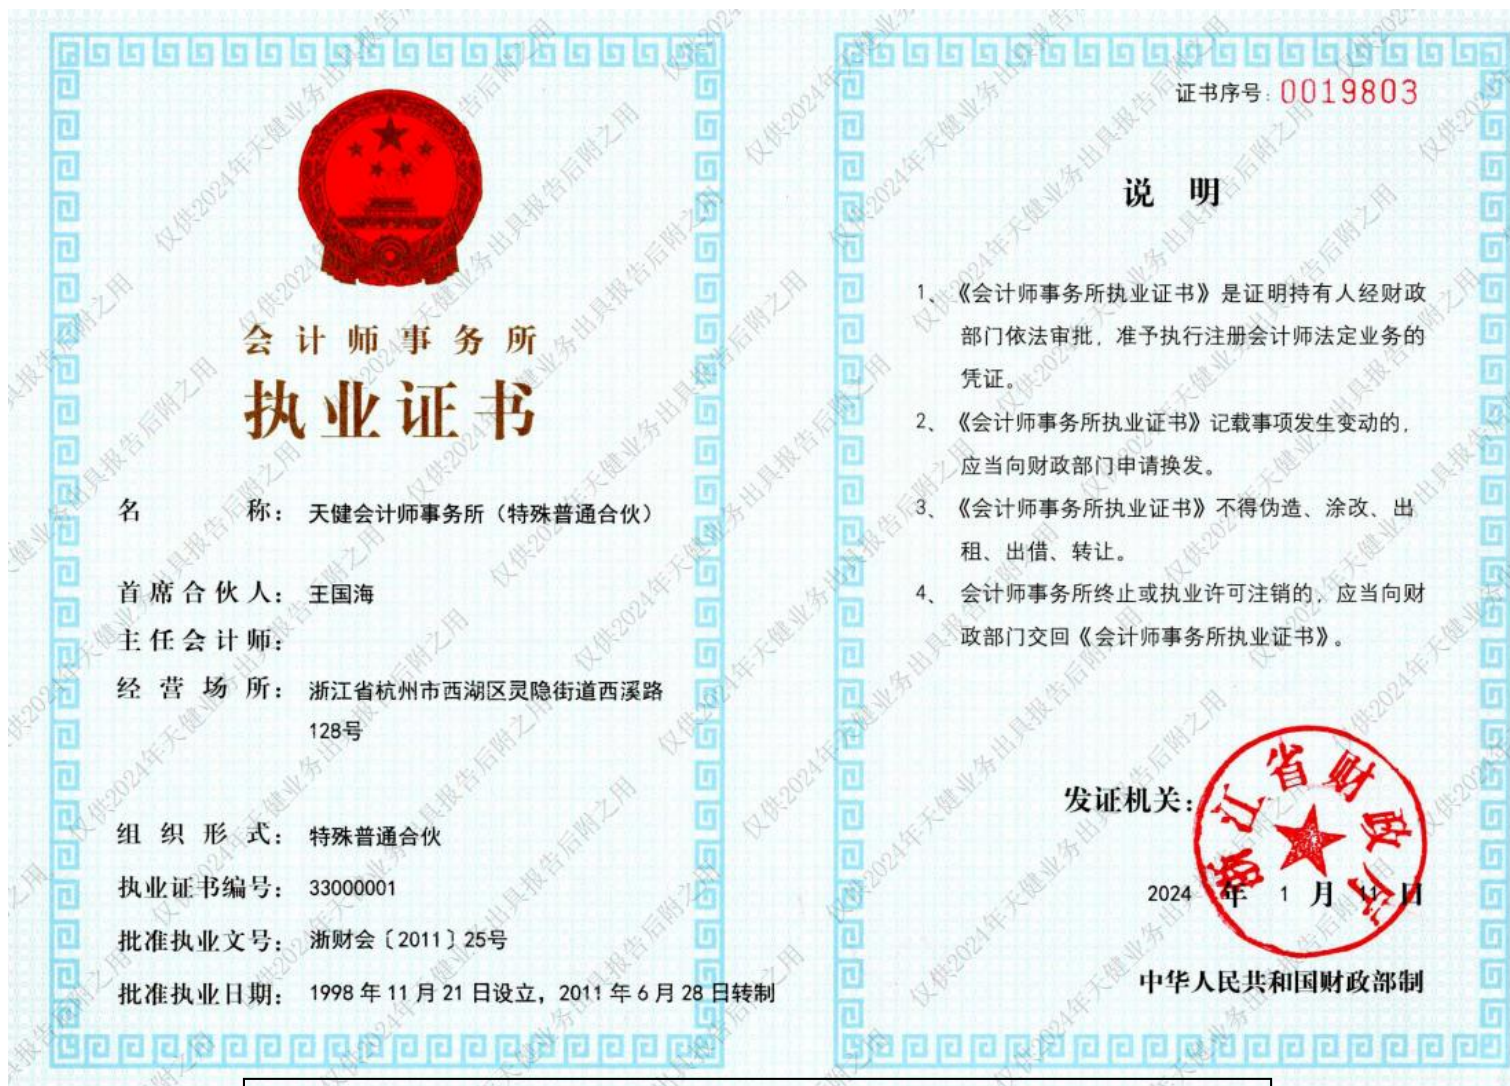 会计师事务所
执业证书
名 称： 天健会计师事务所（特殊普通合伙）
首席合伙人： 王国海
主任会计师：
经营场所： 浙江省杭州市西湖区灵隐街道西溪路
128号
组织形式： 特殊普通合伙
执业证书编号： 33000001
批准执业文号： 浙财会〔2011〕25号
批准执业日期： 1998年11月21日设立，2011年6月28日转制
证书序号：0019803
说 明
1、《会计师事务所执业证书》是证明持有人经财政
部门依法审批，准予执行注册会计师法定业务的
凭证。
2、《会计师事务所执业证书》记载事项发生变动的，
应当向财政部门申请换发。
3、《会计师事务所执业证书》不得伪造、涂改、出
租、出借、转让。
4、 会计师事务所终止或执业许可注销的，应当向财
政部门交回《会计师事务所执业证书》。
发证机关：
浙江省财政厅
2024 年 1 月 11 日
中华人民共和国财政部制
仅供2024年天健业务出具报告后附之用